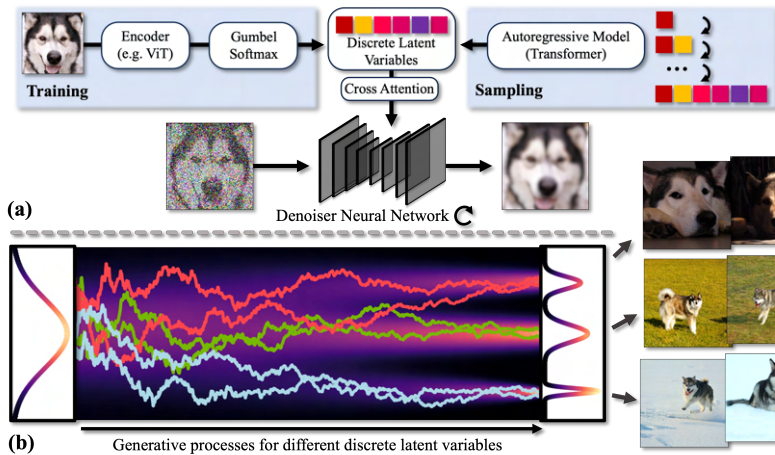 Encoder
(e.g. ViT)
Gumbel
Softmax
Training
Discrete Latent
Variables
Cross Attention
Autoregressive Model
(Transformer)
Sampling
(a)
Denoiser Neural Network
(b)
Generative processes for different discrete latent variables